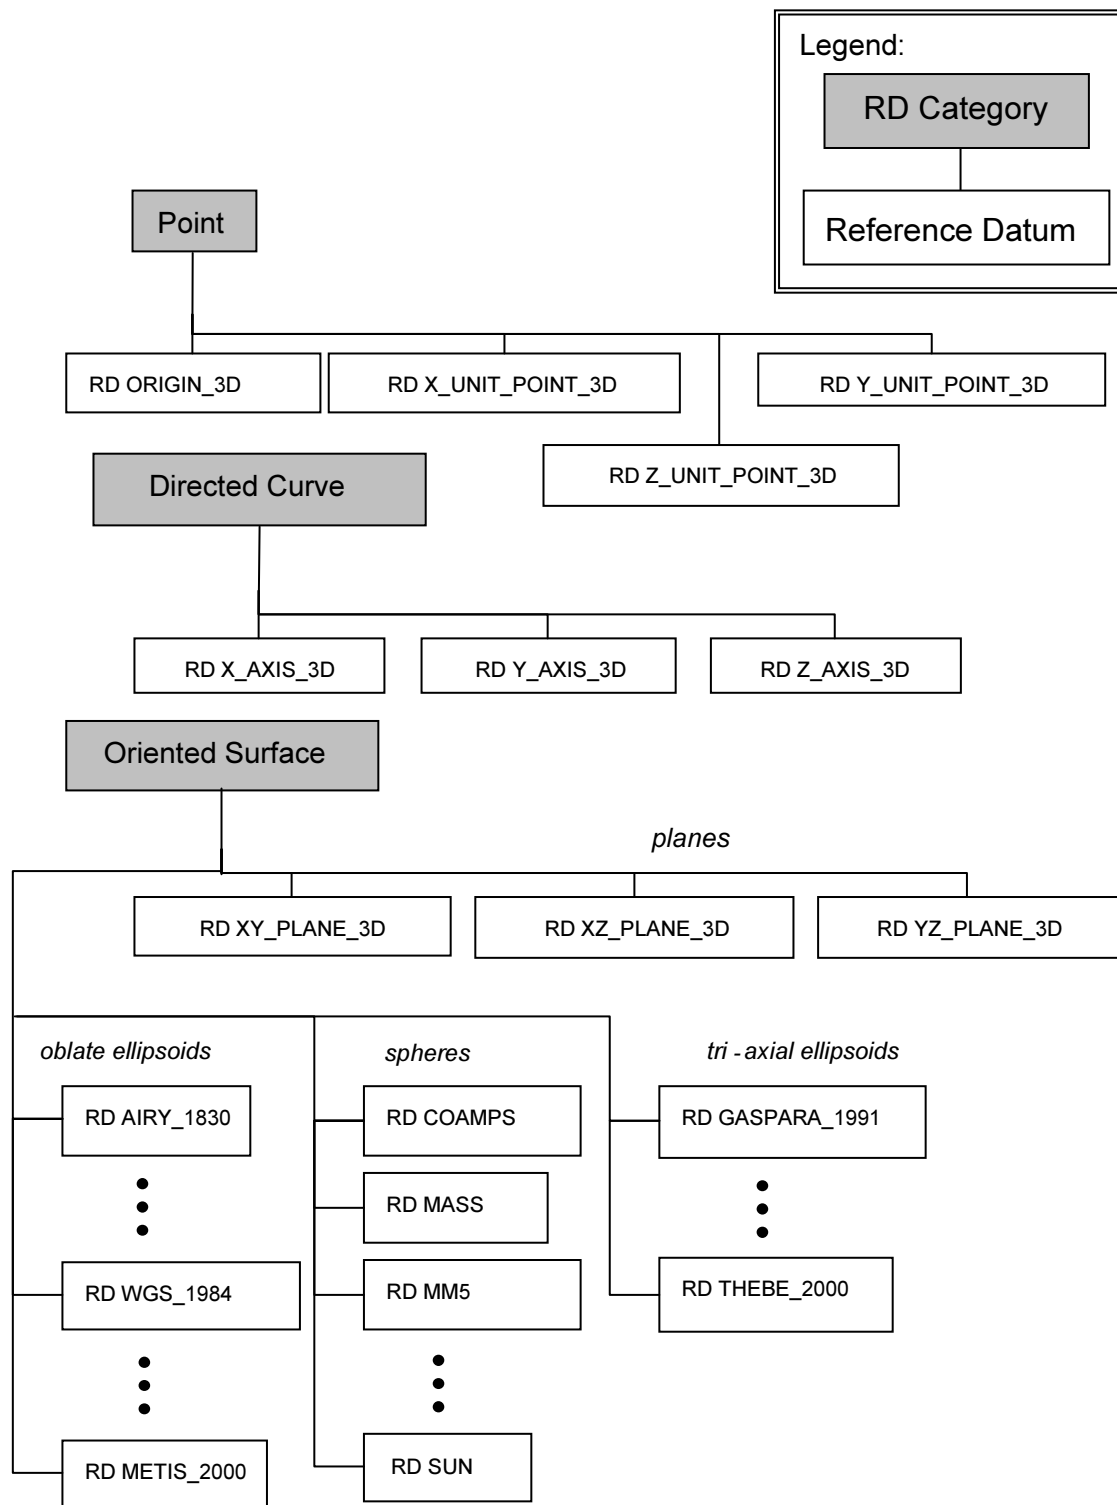 Legend:
RD Category
Reference Datum
Point
RD ORIGIN_3D
RD X_UNIT_POINT_3D
RD Y_UNIT_POINT_3D
RD Z_UNIT_POINT_3D
Directed Curve
RD X_AXIS_3D
RD Y_AXIS_3D
RD Z_AXIS_3D
Oriented Surface
planes
RD XY_PLANE_3D
RD XZ_PLANE_3D
RD YZ_PLANE_3D
oblate ellipsoids
spheres
tri - axial ellipsoids
RD AIRY_1830
RD COAMPS
RD GASPARA_1991
RD MASS
RD WGS_1984
RD MM5
RD THEBE_2000
RD METIS_2000
RD SUN